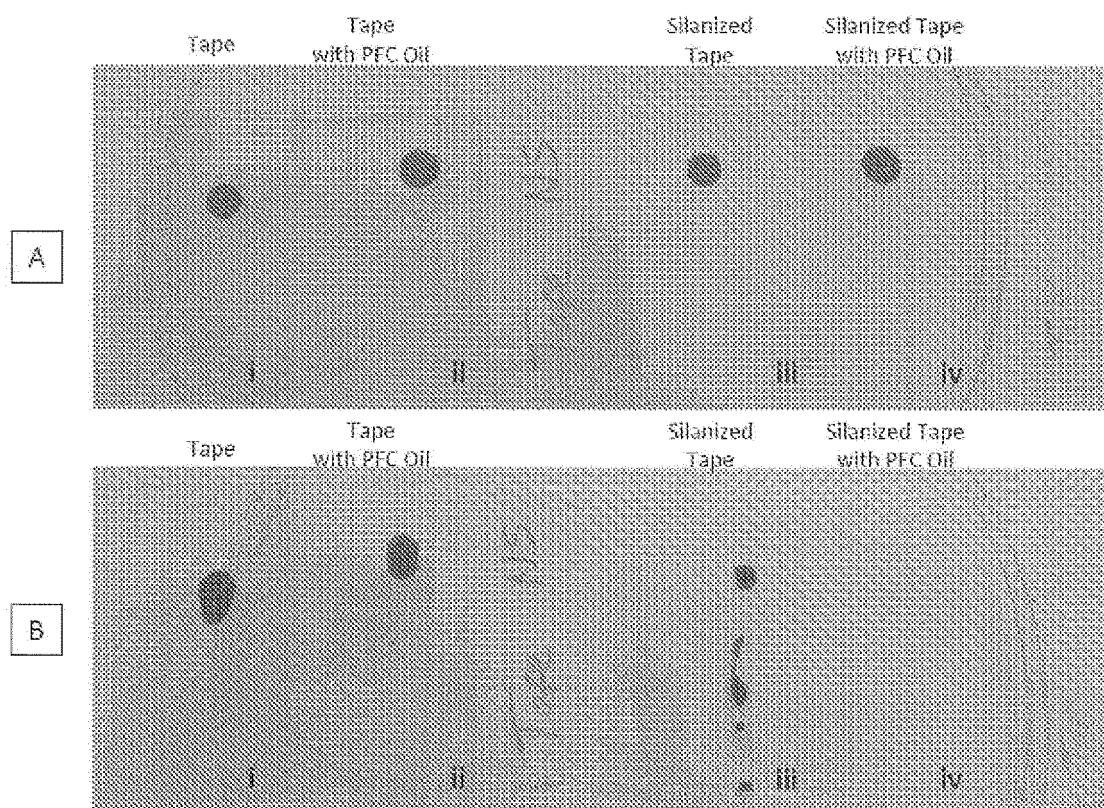 Tape
Tape
with PFC Oil
Silanized
Tape
Silanized Tape
with PFC Oil
A
i
ii
iii
iv
Tape
Tape
with PFC Oil
Silanized
Tape
Silanized Tape
with PFC Oil
B
i
ii
iii
iv